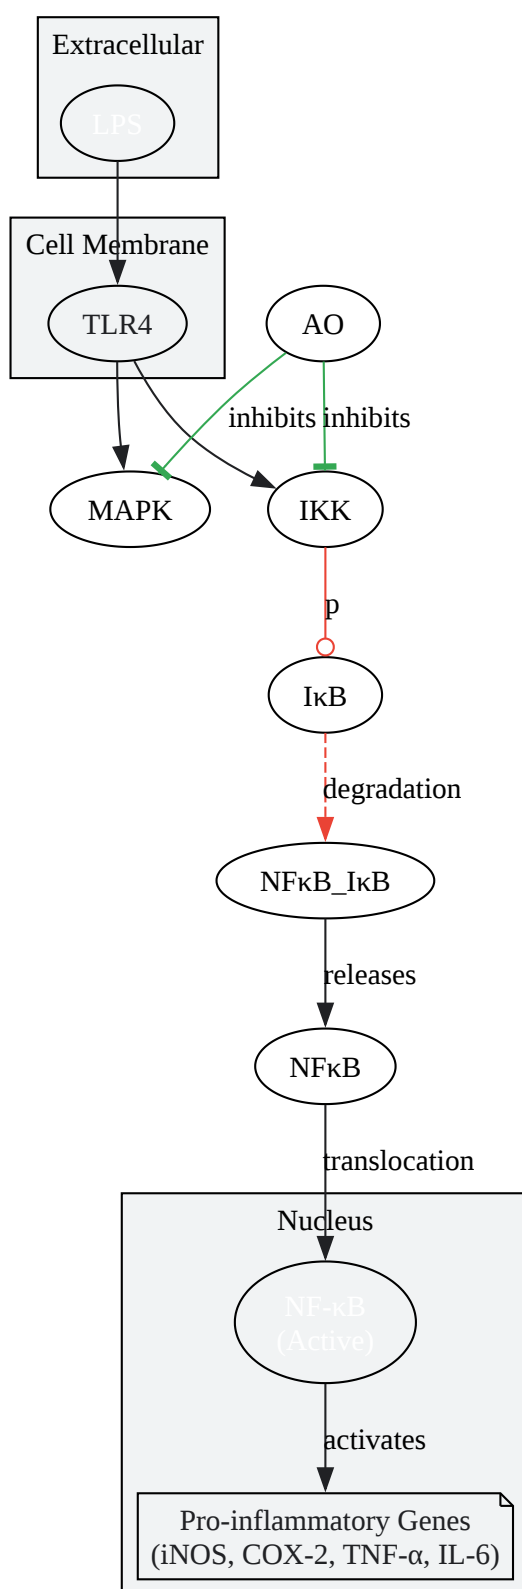 Extracellular
LPS
Cell Membrane
TLR4
AO
inhibits
inhibits
MAPK
IKK
p
IκB
degradation
NFκB_IκB
releases
NFκB
translocation
Nucleus
NF-κB
(Active)
activates
Pro-inflammatory Genes
(iNOS, COX-2, TNF-α, IL-6)